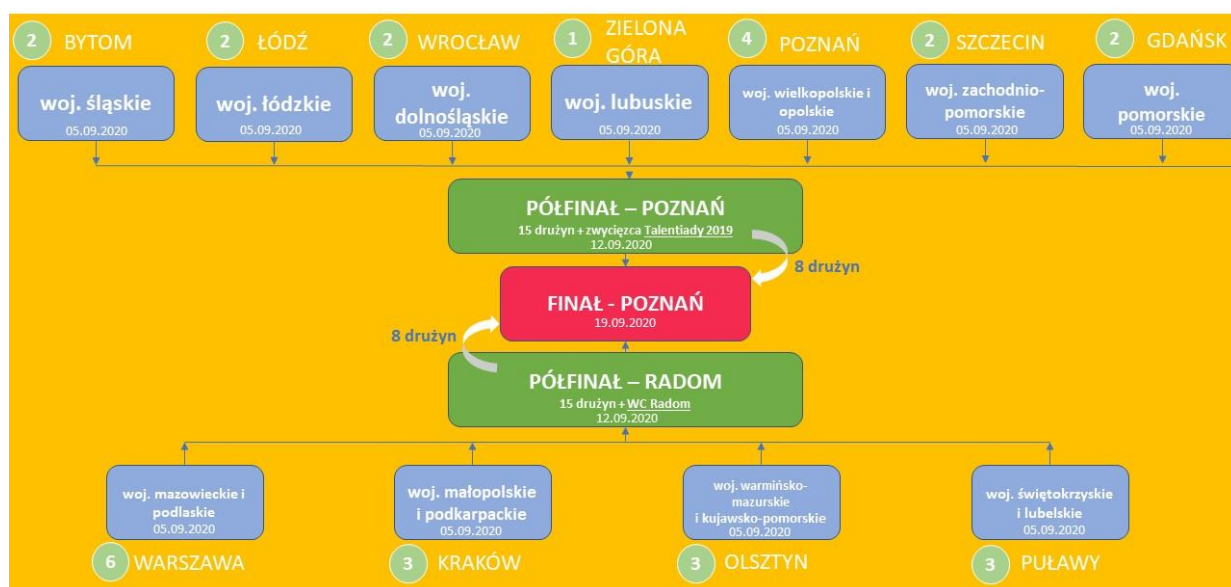 2 BYTOM
2 ŁÓDŹ
2 WROCŁAW
1 ZIELONA
GÓRA
4 POZNAŃ
2 SZCZECIN
2 GDAŃSK
woj. śląskie
05.09.2020
woj. łódzkie
05.09.2020
woj.
dolnośląskie
05.09.2020
woj. lubuskie
05.09.2020
woj. wielkopolskie i
opolskie
05.09.2020
woj. zachodnio-
pomorskie
05.09.2020
woj.
pomorskie
05.09.2020
PÓŁFINAŁ – POZNAŃ
15 drużyn + zwycięzca Talentiady 2019
12.09.2020
8 drużyn
FINAŁ - POZNAŃ
19.09.2020
8 drużyn
PÓŁFINAŁ – RADOM
15 drużyn + WC Radom
12.09.2020
woj. mazowieckie i
podlaskie
05.09.2020
woj. małopolskie
i podkarpackie
05.09.2020
woj. warmińsko-
mazurskie
i kujawsko-pomorskie
05.09.2020
woj. świętokrzyskie
i lubelskie
05.09.2020
6 WARSZAWA
3 KRAKÓW
3 OLSZTYN
3 PUŁAWY